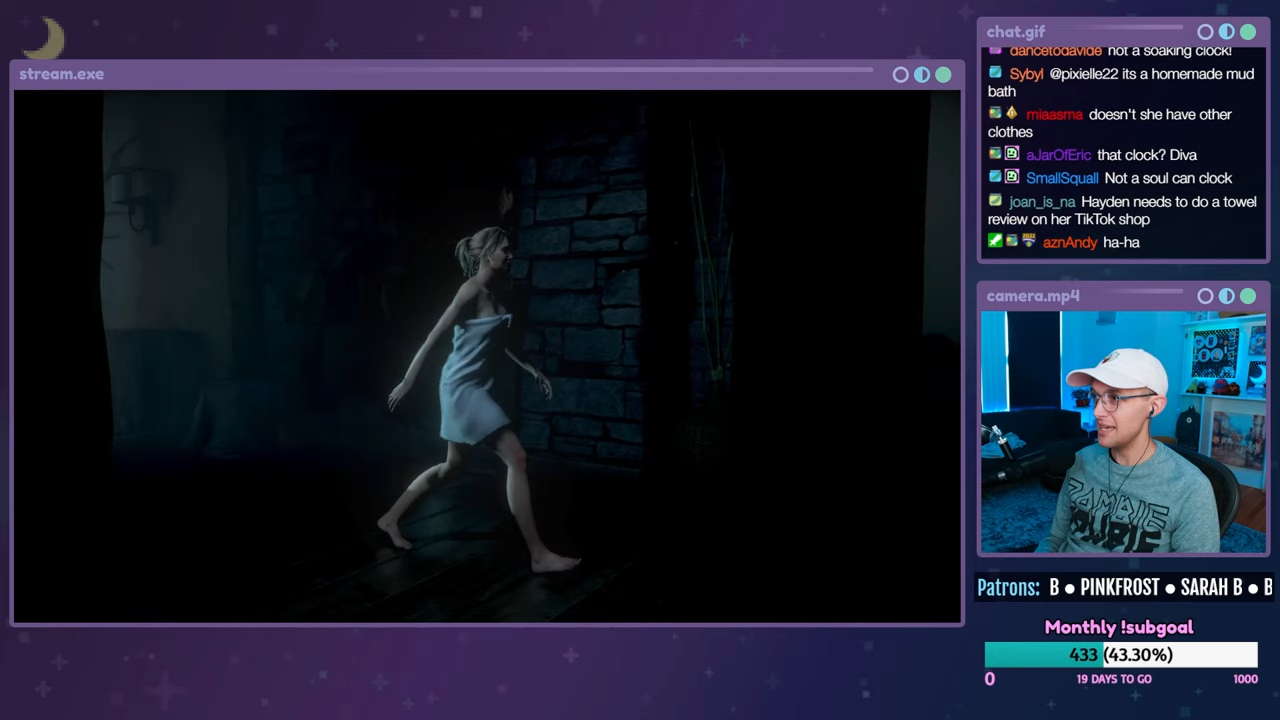 stream.exe
chat.gif
dancetodavide not a soaking clock!
Sybyl @pixielle22 its a homemade mud
bath
miaasma doesn't she have other
clothes
aJarOfEric that clock? Diva
SmallSquall Not a soul can clock
joan_is_na Hayden needs to do a towel
review on her TikTok shop
aznAndy ha-ha
camera.mp4
ZOMBIE
ZOMBIE
Patrons: B ● PINKFROST ● SARAH B ● B
Monthly !subgoal
433 (43.30%)
0 19 DAYS TO GO 1000